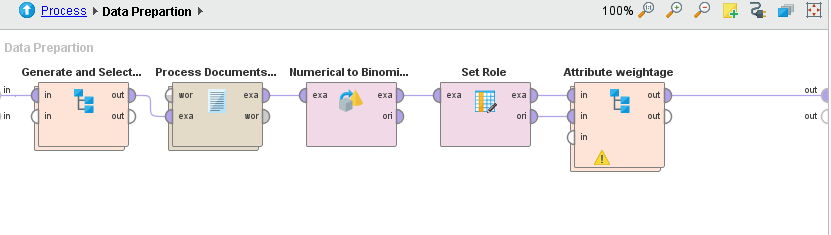 Process Data Prepartion 100%
Data Prepartion
Generate and Select... Process Documents... Numerical to Binomi... Set Role Attribute weightage
in in out wor exa exa exa exa exa in out out
in out exa wor ori ori in out out
in
in